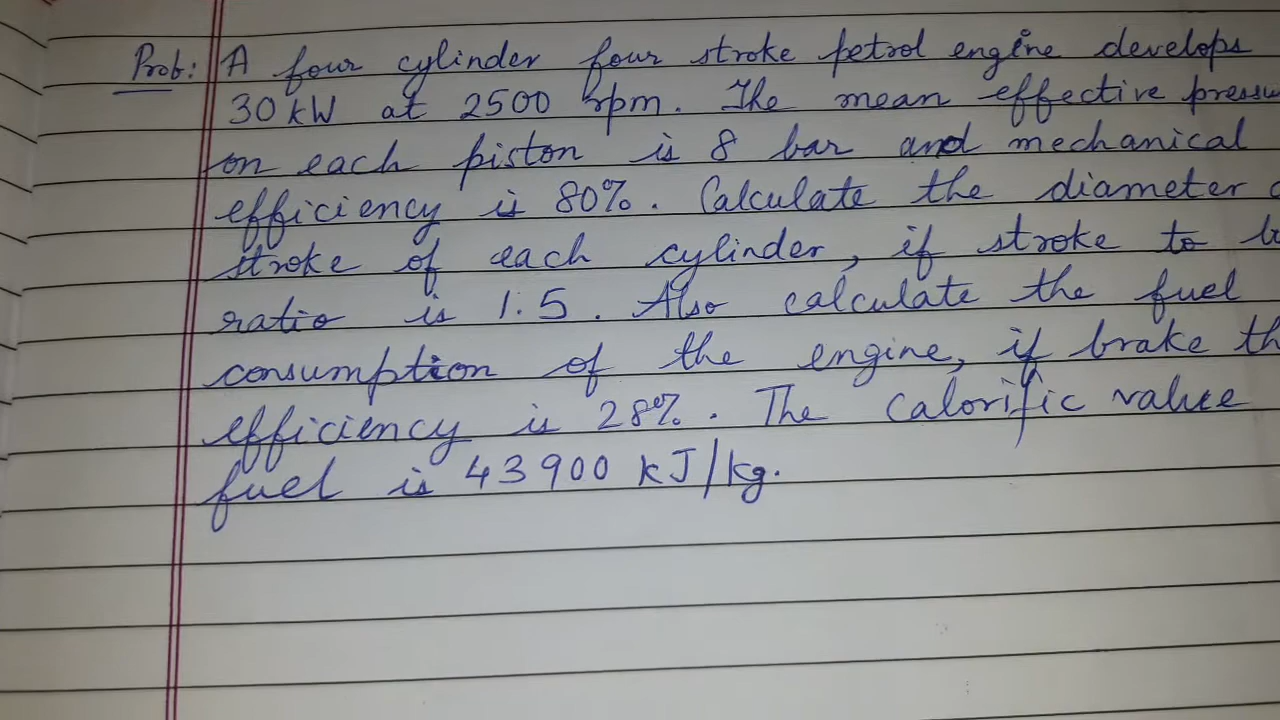 Prob: A four cylinder four stroke petrol engine develops
30 kW at 2500 rpm. The mean effective pressu
on each piston is 8 bar and mechanical
efficiency is 80%. Calculate the diameter
stroke of each cylinder, if stroke to
ratio is 1.5. Also calculate the fuel
consumption of the engine, if brake th
efficiency is 28%. The calorific value
fuel is 43900 kJ/kg.